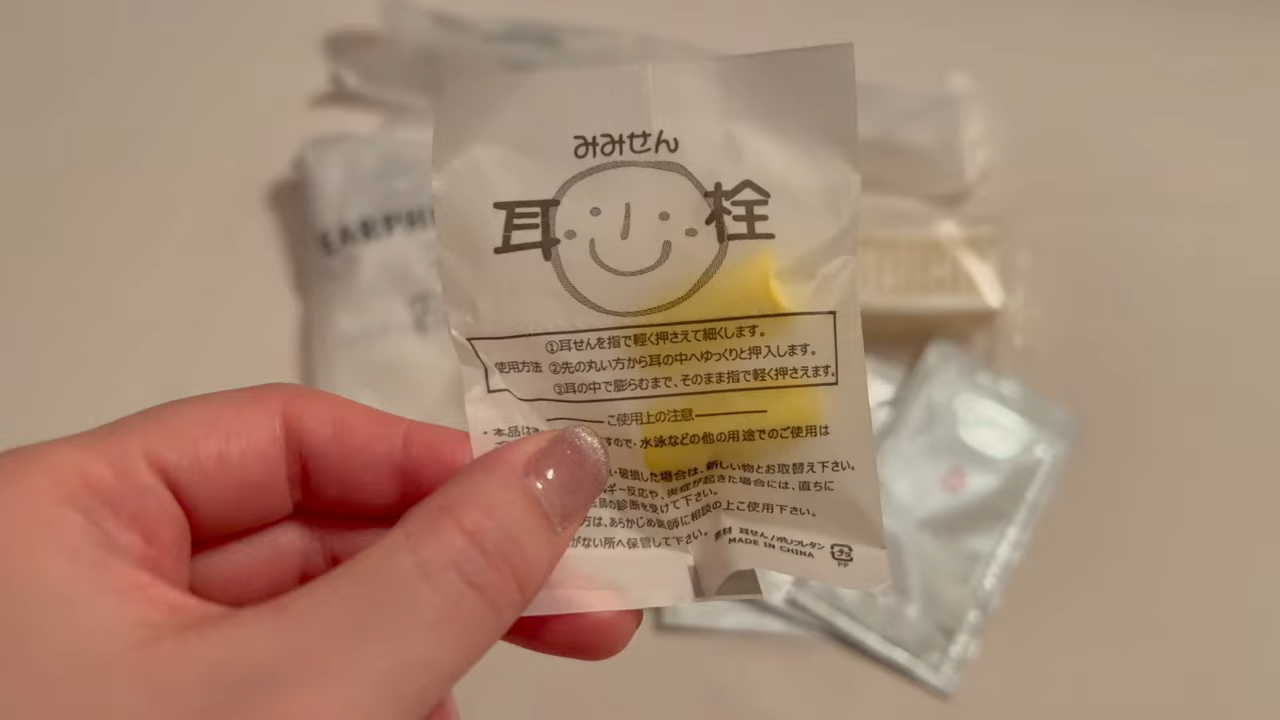 みみせん
耳栓
使用方法
①耳せんを指で軽く押さえて細くします。
②先の丸い方から耳の中へゆっくりと押入します。
③耳の中で膨らむまで、そのまま指で軽く押さえます。
ご使用上の注意
・本品は
すので・水泳などの他の用途でのご使用は
・破損した場合は、新しい物とお取替え下さい。
ギー反応や、炎症が起きた場合には、直ちに
の診断を受けて下さい。
方は、あらかじめ医師に相談の上ご使用下さい。
がない所へ保管して下さい。
素材 耳せん/ポリウレタン
MADE IN CHINA
プラ
PP